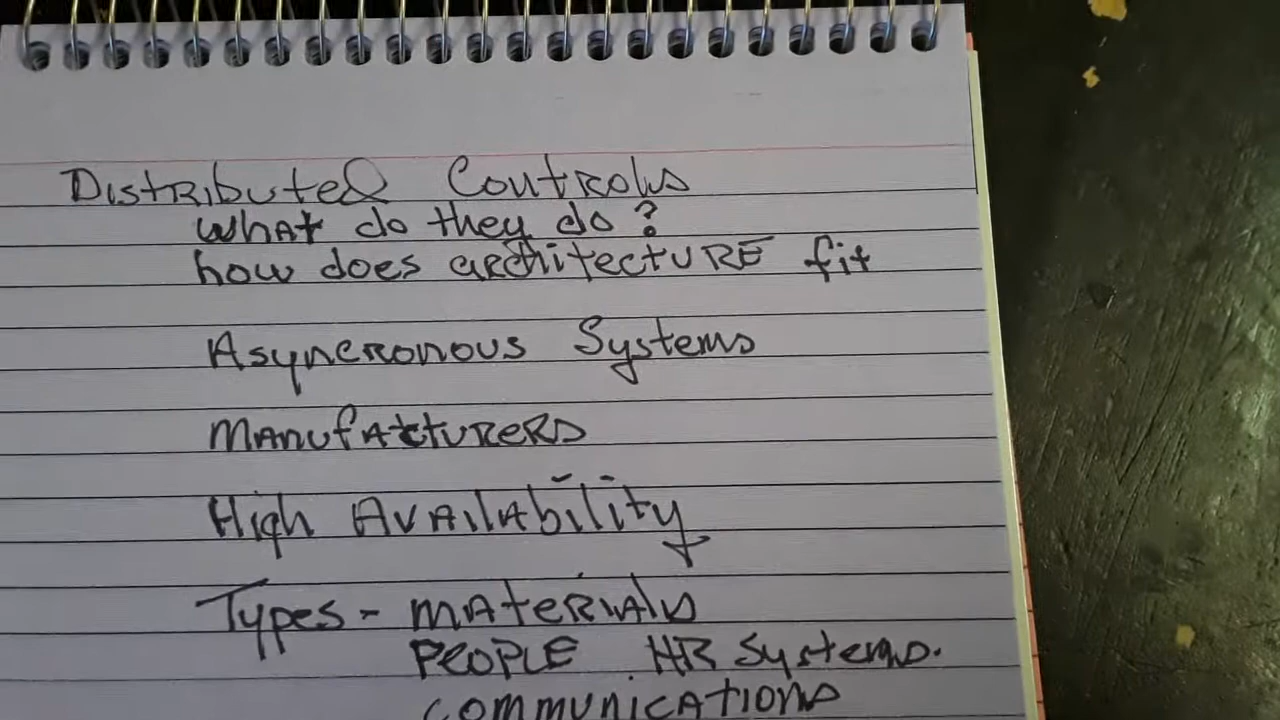 Distributed Controls
what do they do?
how does architecture fit
Asyncronous Systems
Manufacturers
High Availability
Types - materials
PEOPLE HR Systems.
communications